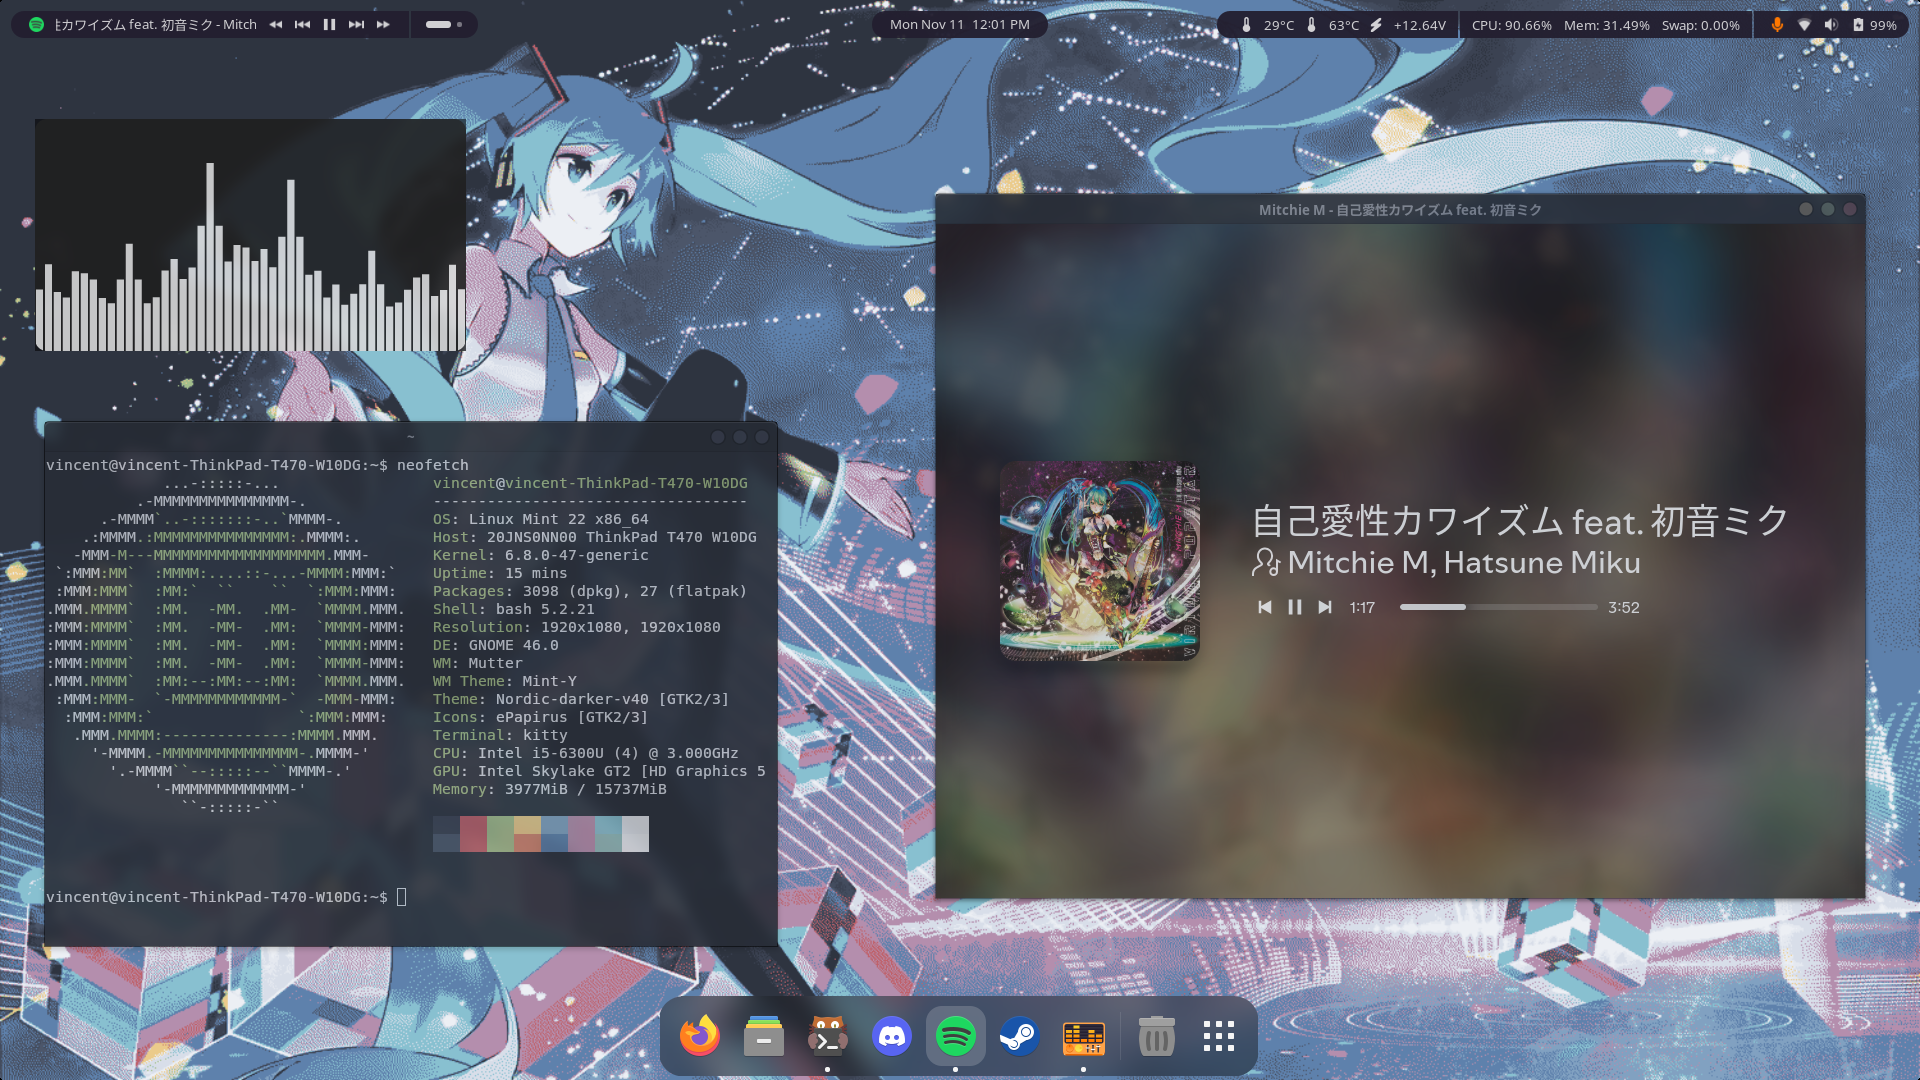 主カワイズム feat. 初音ミク - Mitch
Mon Nov 11 12:01 PM
29°C 63°C +12.64V CPU: 90.66% Mem: 31.49% Swap: 0.00% 99%
Mitchie M - 自己愛性カワイズム feat. 初音ミク
~
vincent@vincent-ThinkPad-T470-W10DG:~$ neofetch
vincent@vincent-ThinkPad-T470-W10DG
-----------------------------------
OS: Linux Mint 22 x86_64
Host: 20JNS0NN00 ThinkPad T470 W10DG
Kernel: 6.8.0-47-generic
Uptime: 15 mins
Packages: 3098 (dpkg), 27 (flatpak)
Shell: bash 5.2.21
Resolution: 1920x1080, 1920x1080
DE: GNOME 46.0
WM: Mutter
WM Theme: Mint-Y
Theme: Nordic-darker-v40 [GTK2/3]
Icons: ePapirus [GTK2/3]
Terminal: kitty
CPU: Intel i5-6300U (4) @ 3.000GHz
GPU: Intel Skylake GT2 [HD Graphics 5
Memory: 3977MiB / 15737MiB
vincent@vincent-ThinkPad-T470-W10DG:~$
自己愛性カワイズム feat. 初音ミク
Mitchie M, Hatsune Miku
1:17 3:52